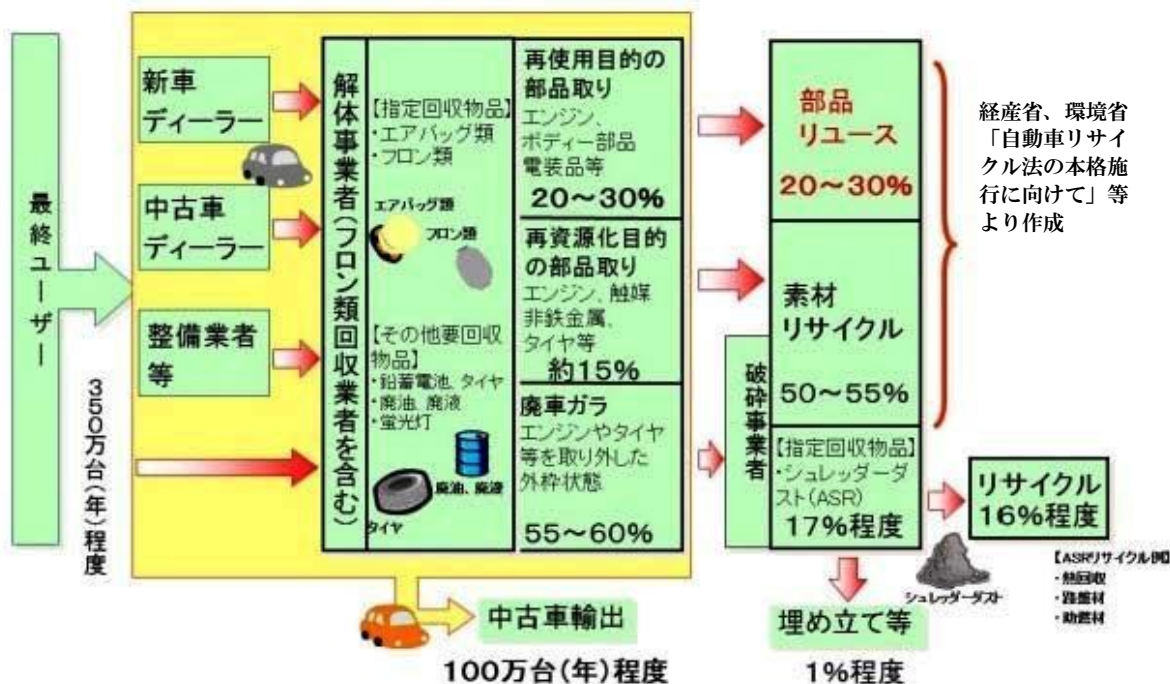 最終ユーザー
350万台(年)程度
新車
ディーラー
中古車
ディーラー
整備業者
等
解体事業者(フロン類回収業者を含む)
【指定回収物品】
・エアバッグ類
・フロン類
エアバッグ類
フロン類
【その他要回収
物品】
・鉛蓄電池、タイヤ
・廃油、廃液
・蛍光灯
廃油、廃液
タイヤ
再使用目的の
部品取り
エンジン、
ボディー部品
電装品等
20～30%
再資源化目的
の部品取り
エンジン、触媒
非鉄金属、
タイヤ等
約15%
廃車ガラ
エンジンやタイヤ
等を取り外した
外枠状態
55～60%
中古車輸出
100万台(年)程度
破砕事業者
部品
リユース
20～30%
素材
リサイクル
50～55%
【指定回収物品】
・シュレッダーダ
スト(ASR)
17%程度
埋め立て等
1%程度
経産省、環境省
「自動車リサイ
クル法の本格施
行に向けて」等
より作成
リサイクル
16%程度
シュレッダーダスト
【ASRリサイクル例】
・熱回収
・路盤材
・助燃材